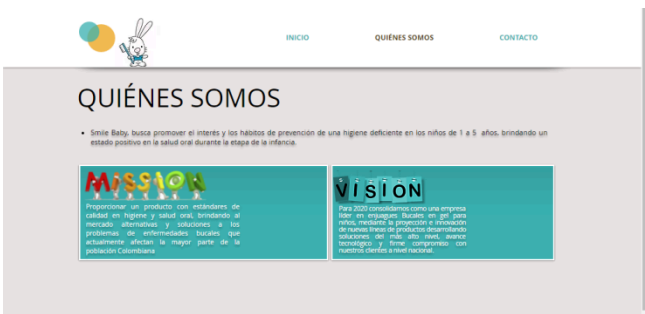 INICIO
QUIÉNES SOMOS
CONTACTO
QUIÉNES SOMOS
Smile Baby, busca promover el interés y los hábitos de prevención de una higiene deficiente en los niños de 1 a 5 años, brindando un
estado positivo en la salud oral durante la etapa de la infancia.
MISSION
Proporcionar un producto con estándares de
calidad en higiene y salud oral, brindando al
mercado alternativas y soluciones a los
problemas de enfermedades bucales que
actualmente afectan la mayor parte de la
población Colombiana
VISION
Para 2020 consolidarnos como una empresa
líder en enjuagues Bucales en gel para
niños, mediante la proyección e innovación
de nuevas líneas de productos desarrollando
soluciones del más alto nivel, avance
tecnológico y firme compromiso con
nuestros clientes a nivel nacional.